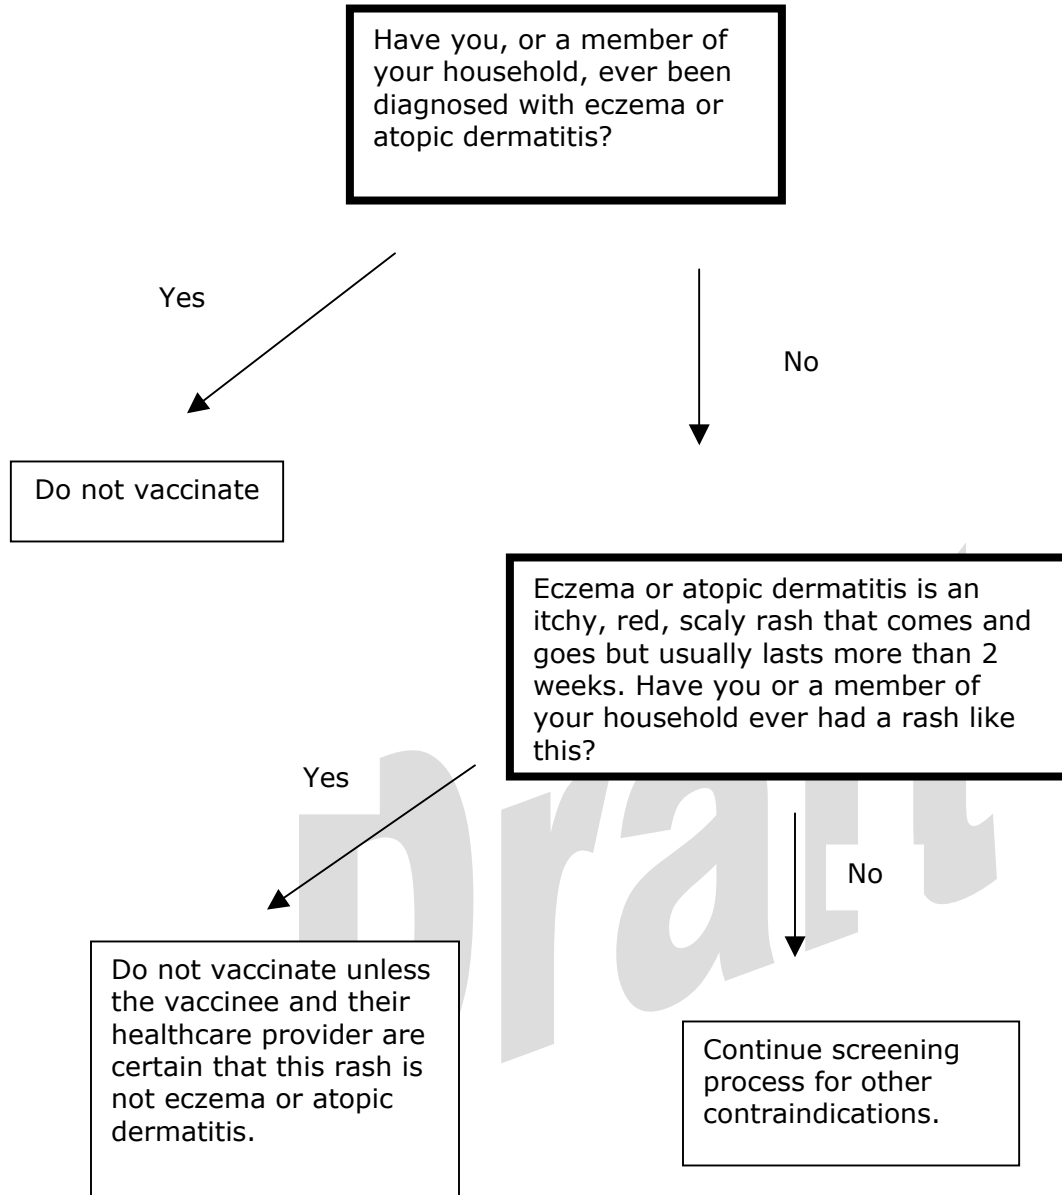 Have you, or a member of
your household, ever been
diagnosed with eczema or
atopic dermatitis?
Yes
No
Do not vaccinate
Eczema or atopic dermatitis is an
itchy, red, scaly rash that comes and
goes but usually lasts more than 2
weeks. Have you or a member of
your household ever had a rash like
this?
Yes
No
Do not vaccinate unless
the vaccinee and their
healthcare provider are
certain that this rash is
not eczema or atopic
dermatitis.
Continue screening
process for other
contraindications.
Draft